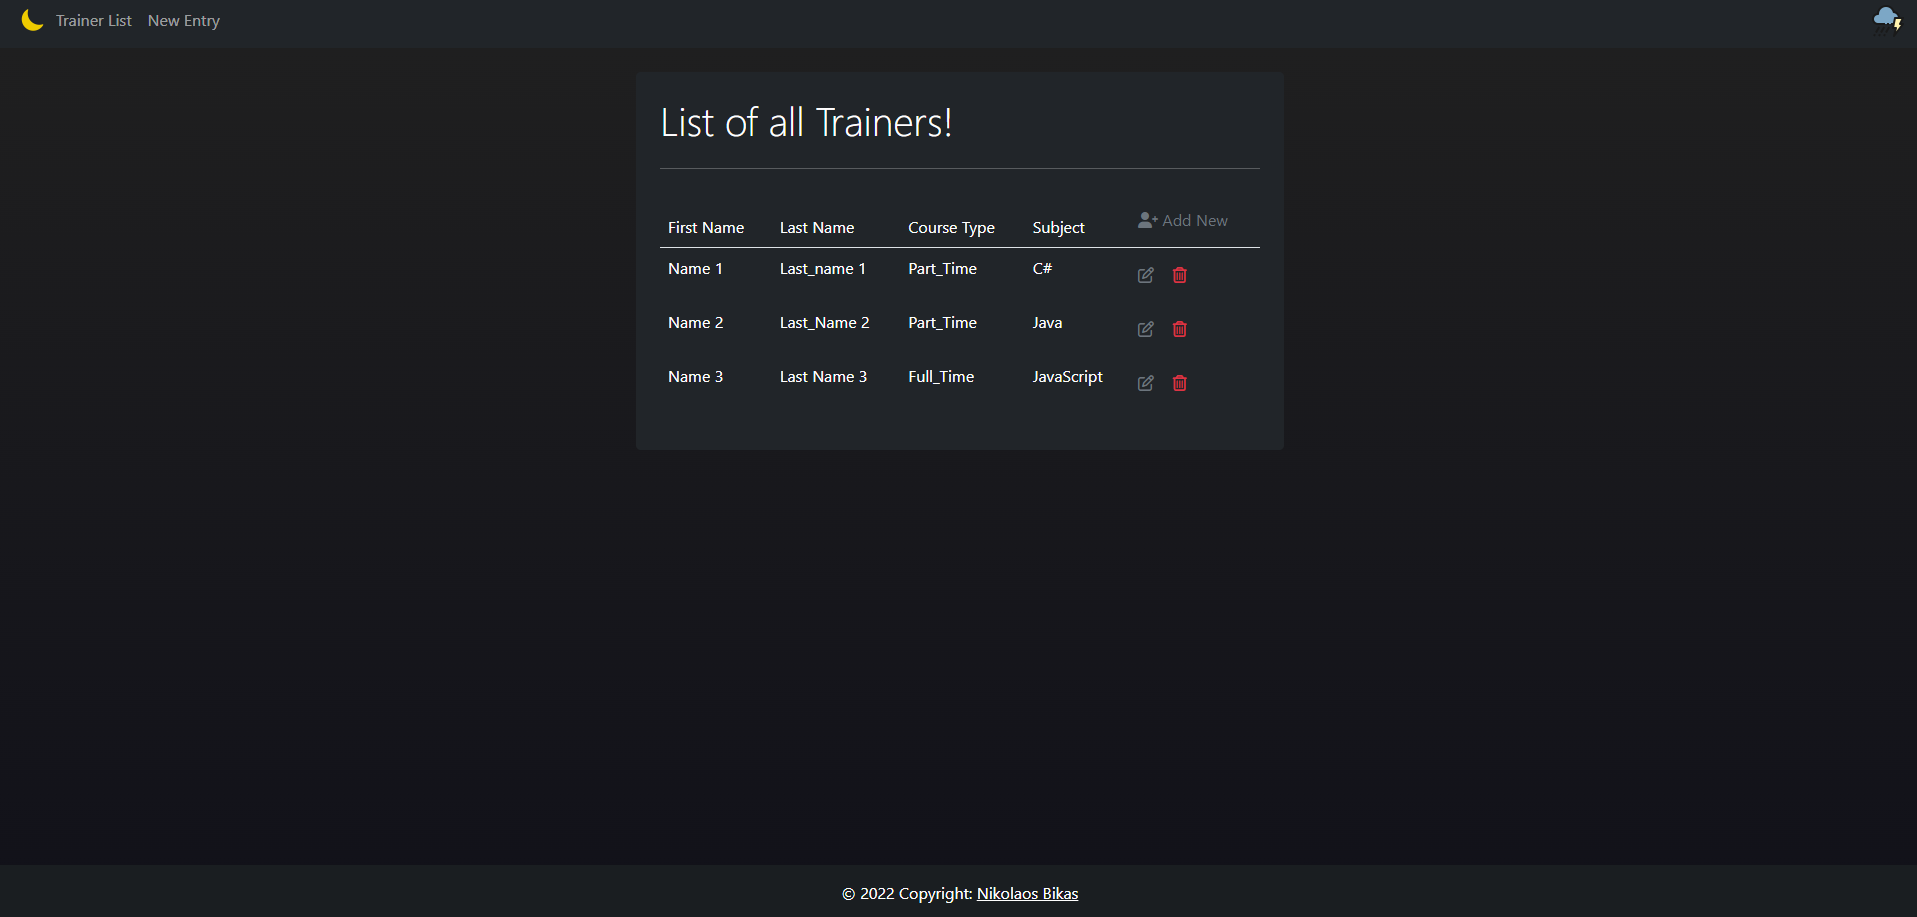 Trainer List New Entry
List of all Trainers!
First Name Last Name Course Type Subject Add New
Name 1 Last_name 1 Part_Time C#
Name 2 Last_Name 2 Part_Time Java
Name 3 Last Name 3 Full_Time JavaScript
© 2022 Copyright: Nikolaos Bikas